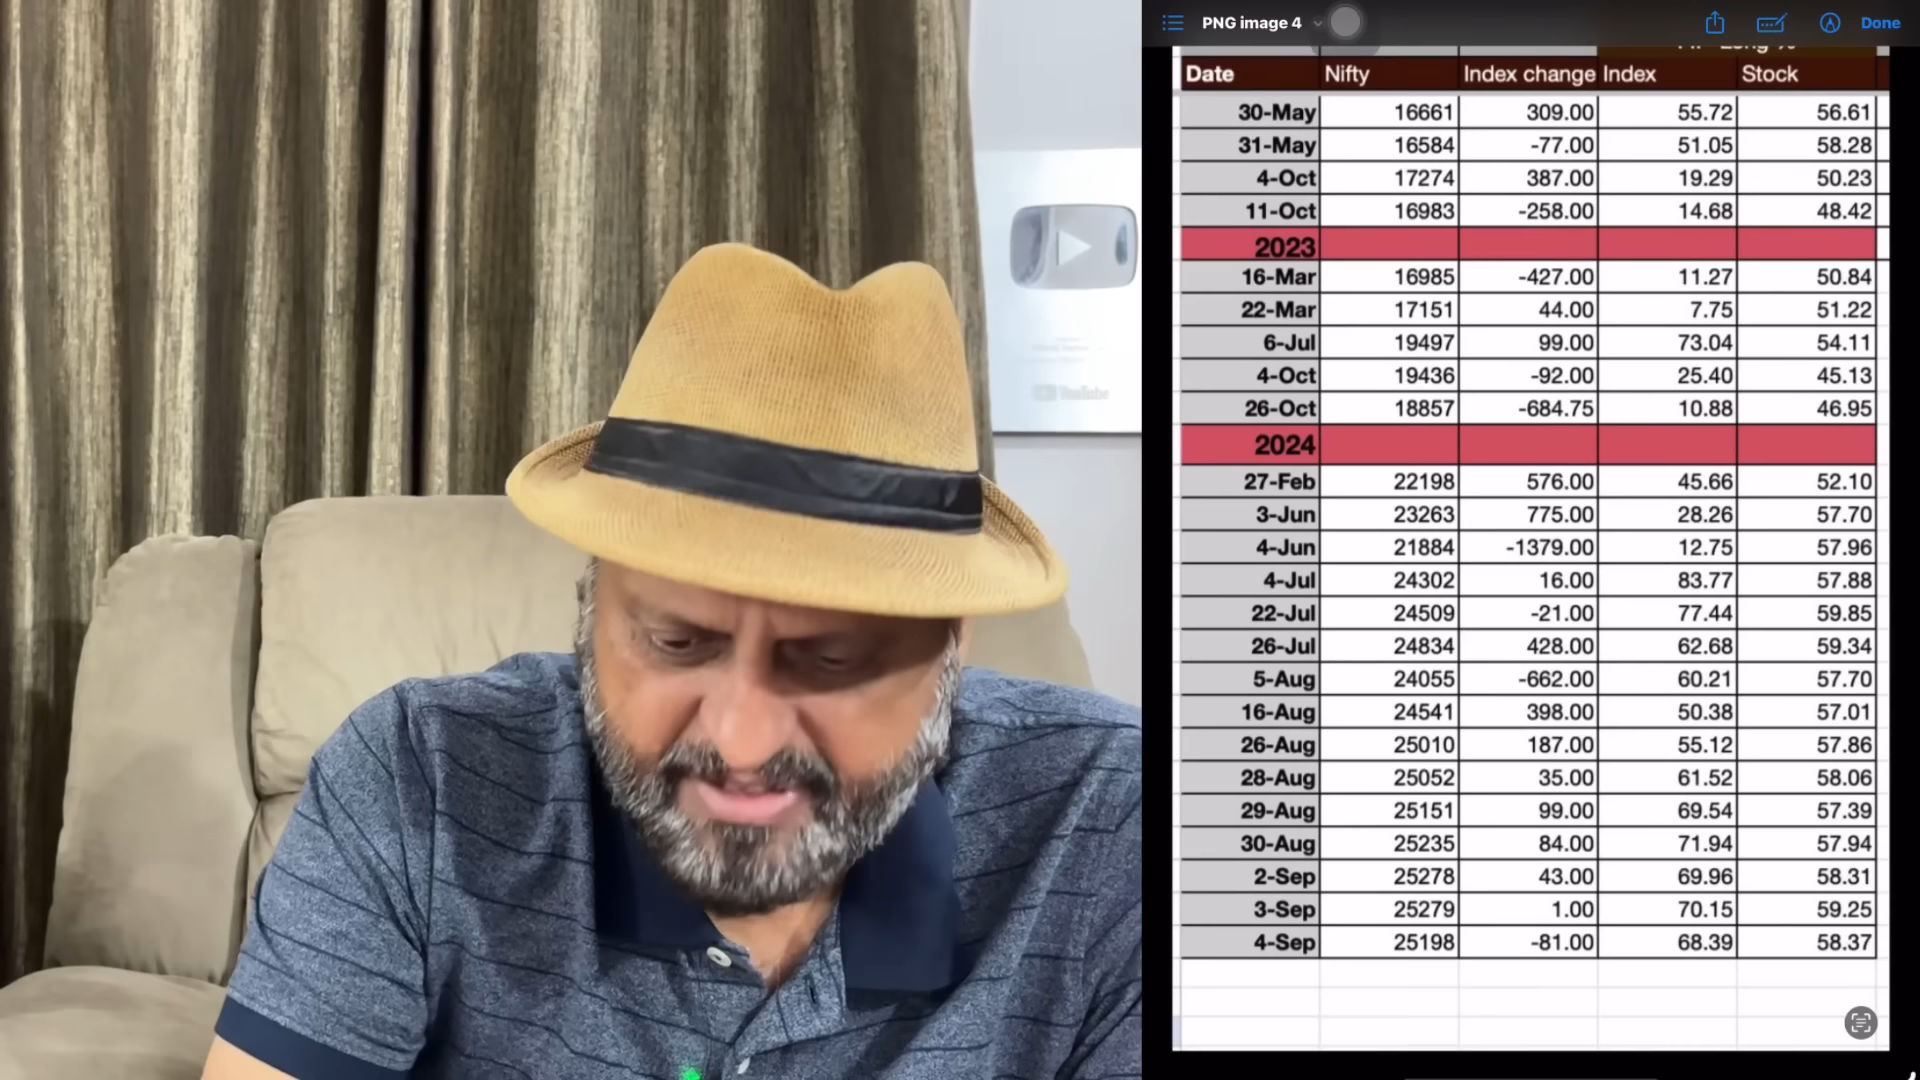 PNG image 4
Done
Long %
Date Nifty Index change Index Stock
30-May 16661 309.00 55.72 56.61
31-May 16584 -77.00 51.05 58.28
4-Oct 17274 387.00 19.29 50.23
11-Oct 16983 -258.00 14.68 48.42
2023
16-Mar 16985 -427.00 11.27 50.84
22-Mar 17151 44.00 7.75 51.22
6-Jul 19497 99.00 73.04 54.11
4-Oct 19436 -92.00 25.40 45.13
26-Oct 18857 -684.75 10.88 46.95
2024
27-Feb 22198 576.00 45.66 52.10
3-Jun 23263 775.00 28.26 57.70
4-Jun 21884 -1379.00 12.75 57.96
4-Jul 24302 16.00 83.77 57.88
22-Jul 24509 -21.00 77.44 59.85
26-Jul 24834 428.00 62.68 59.34
5-Aug 24055 -662.00 60.21 57.70
16-Aug 24541 398.00 50.38 57.01
26-Aug 25010 187.00 55.12 57.86
28-Aug 25052 35.00 61.52 58.06
29-Aug 25151 99.00 69.54 57.39
30-Aug 25235 84.00 71.94 57.94
2-Sep 25278 43.00 69.96 58.31
3-Sep 25279 1.00 70.15 59.25
4-Sep 25198 -81.00 68.39 58.37
YouTube